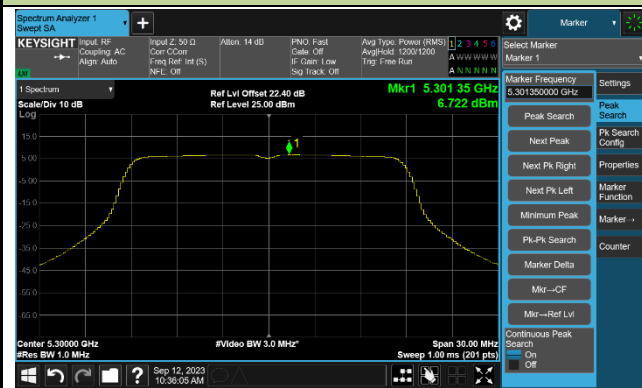 Spectrum Analyzer 1
Swept SA
Marker
KEYSIGHT
Input: RF
Coupling: AC
Align: Auto
Input Z: 50 Ω
Corr CCorr
Freq Ref: Int (S)
NFE: Off
Atten: 14 dB
PNO: Fast
Gate: Off
IF Gain: Low
Sig Track: Off
Avg Type: Power (RMS)
Avg|Hold: 1200/1200
Trig: Free Run
1 2 3 4 5 6
A W W W W W
A N N N N N
LXI
Select Marker
Marker 1
1 Spectrum
Scale/Div 10 dB
Log
Ref Lvl Offset 22.40 dB
Ref Level 25.00 dBm
Mkr1 5.301 35 GHz
6.722 dBm
15.0
5.00
-5.00
-15.0
-25.0
-35.0
-45.0
-55.0
-65.0
1
Center 5.30000 GHz
#Res BW 1.0 MHz
#Video BW 3.0 MHz*
Span 30.00 MHz
Sweep 1.00 ms (201 pts)
Marker Frequency
5.301350000 GHz
Peak Search
Next Peak
Next Pk Right
Next Pk Left
Minimum Peak
Pk-Pk Search
Marker Delta
Mkr→CF
Mkr→Ref Lvl
Continuous Peak
Search
On
Off
Settings
Peak
Search
Pk Search
Config
Properties
Marker
Function
Marker→
Counter
?
Sep 12, 2023
10:36:05 AM